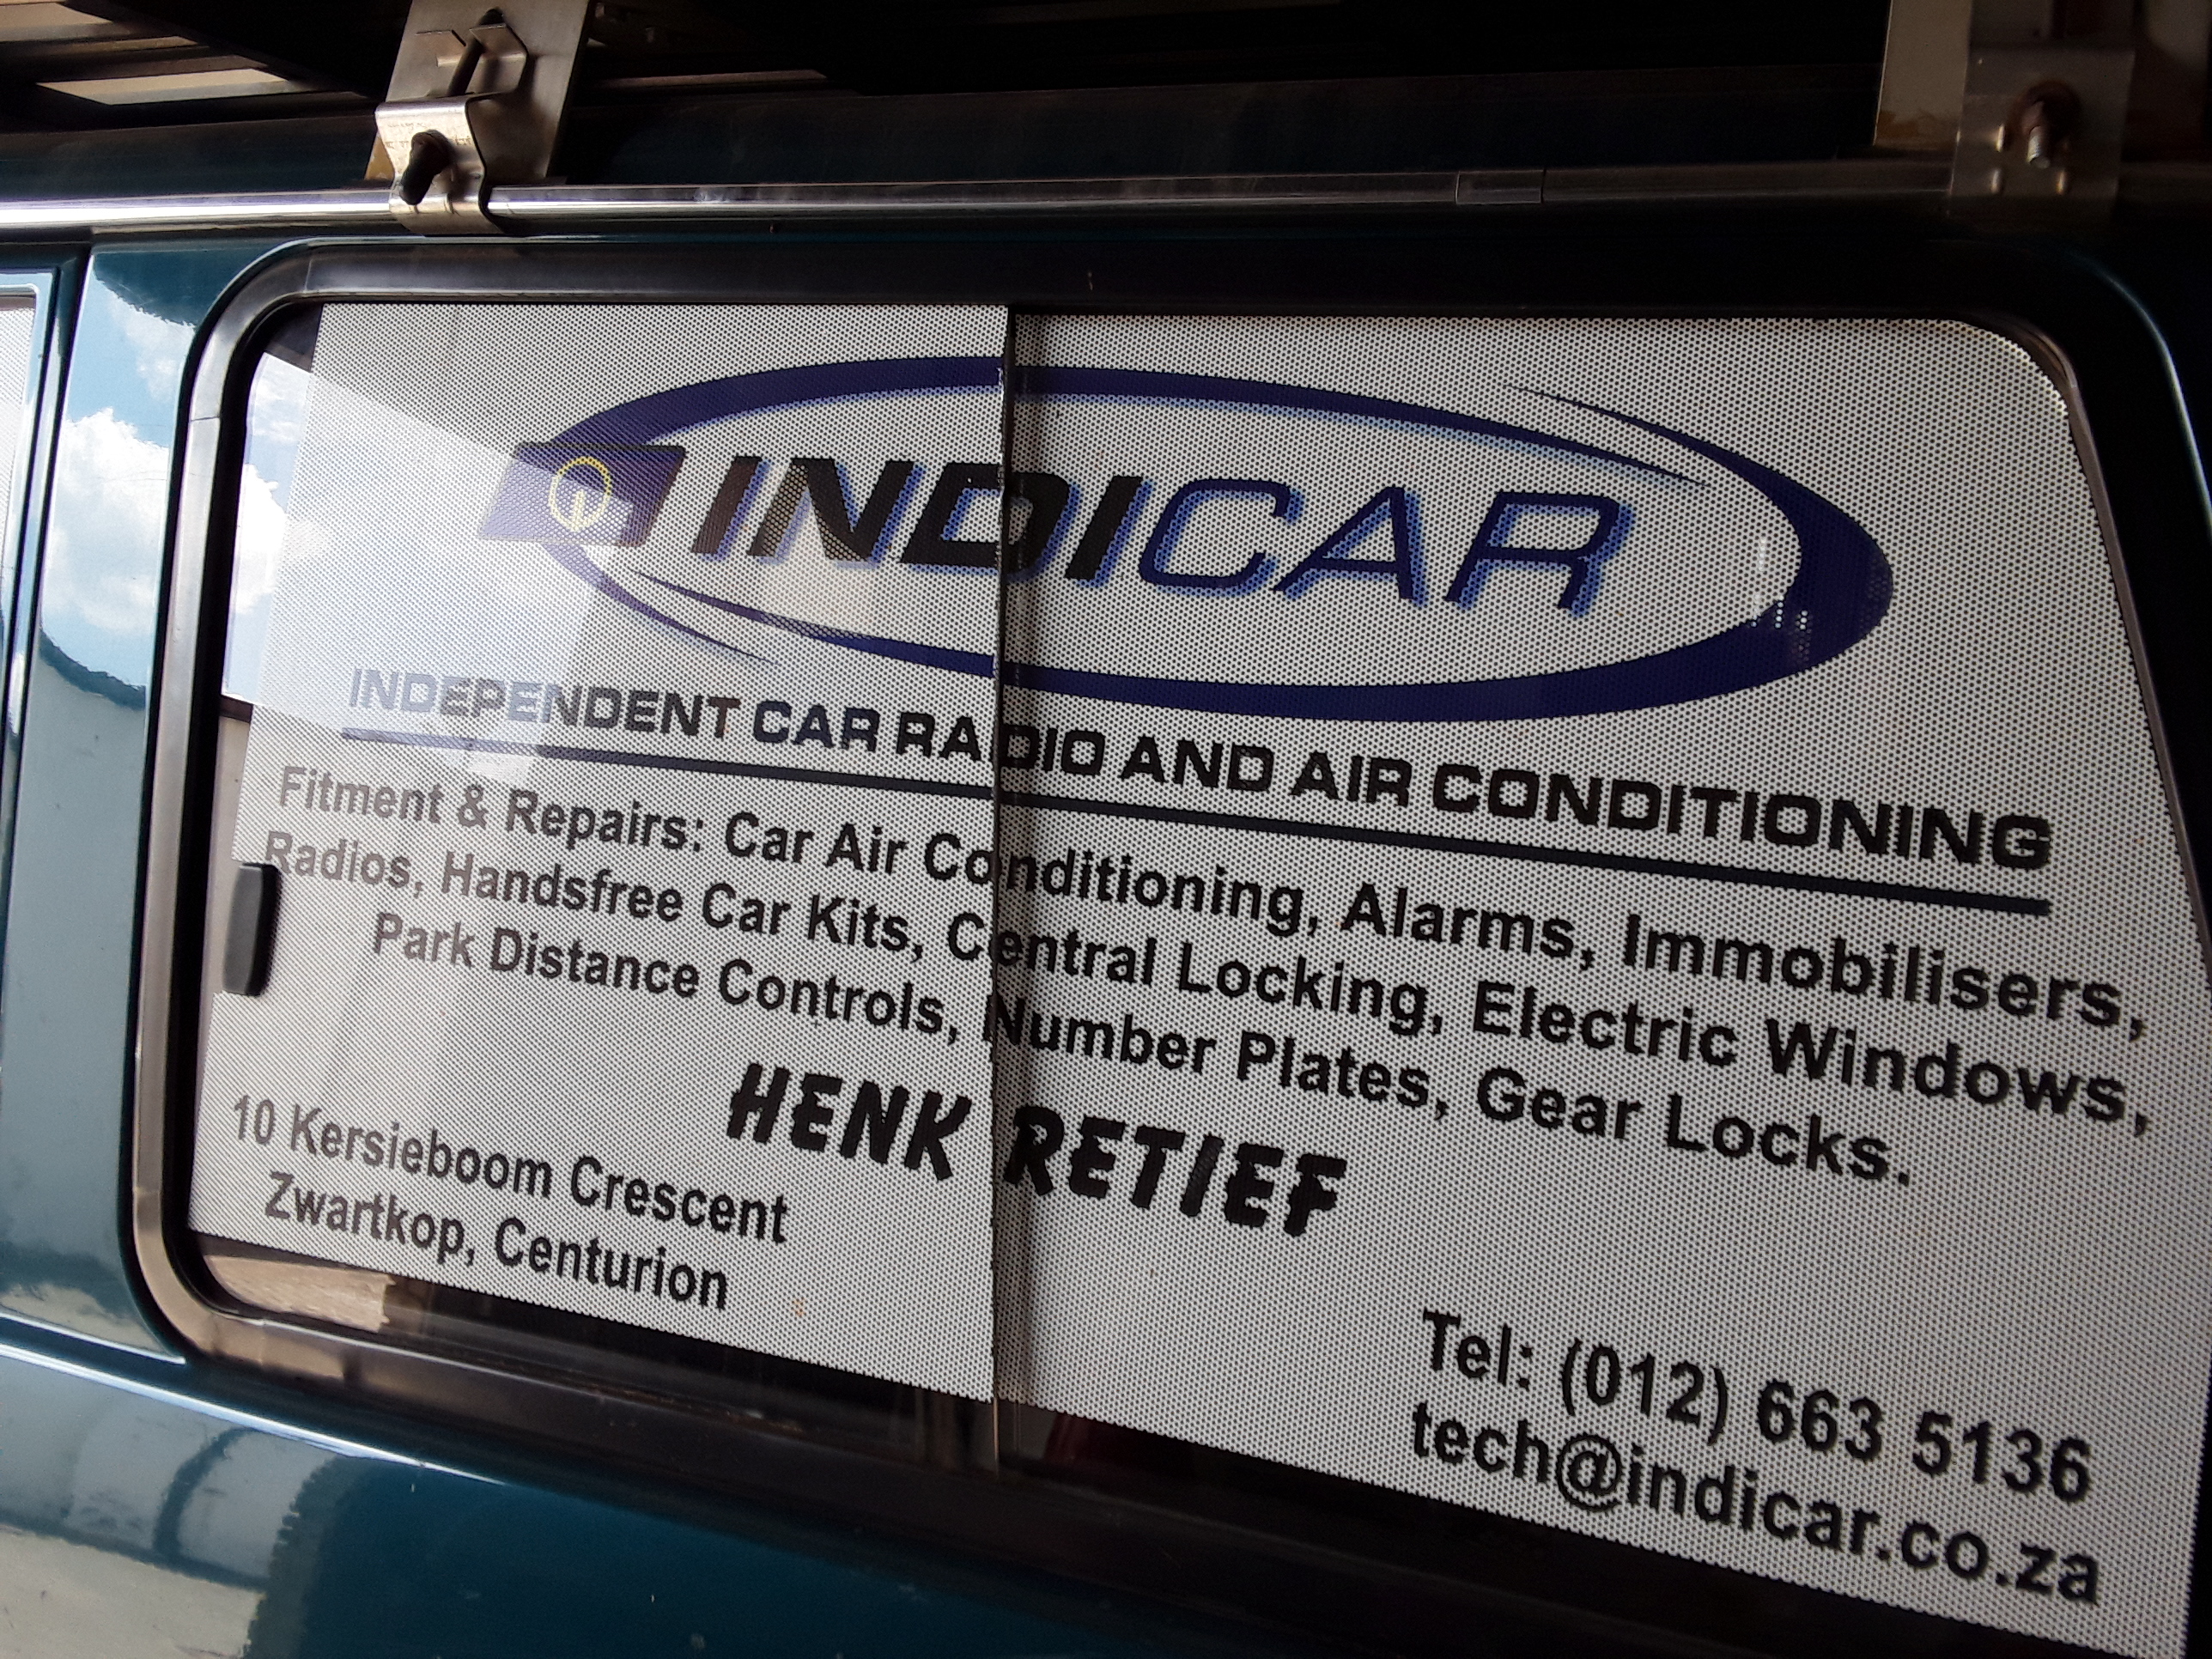 INDICAR
INDEPENDENT CAR RADIO AND AIR CONDITIONING
Fitment & Repairs: Car Air Conditioning, Alarms, Immobilisers,
Radios, Handsfree Car Kits, Central Locking, Electric Windows,
Park Distance Controls, Number Plates, Gear Locks.
HENK RETIEF
10 Kersieboom Crescent
Zwartkop, Centurion
Tel: (012) 663 5136
tech@indicar.co.za